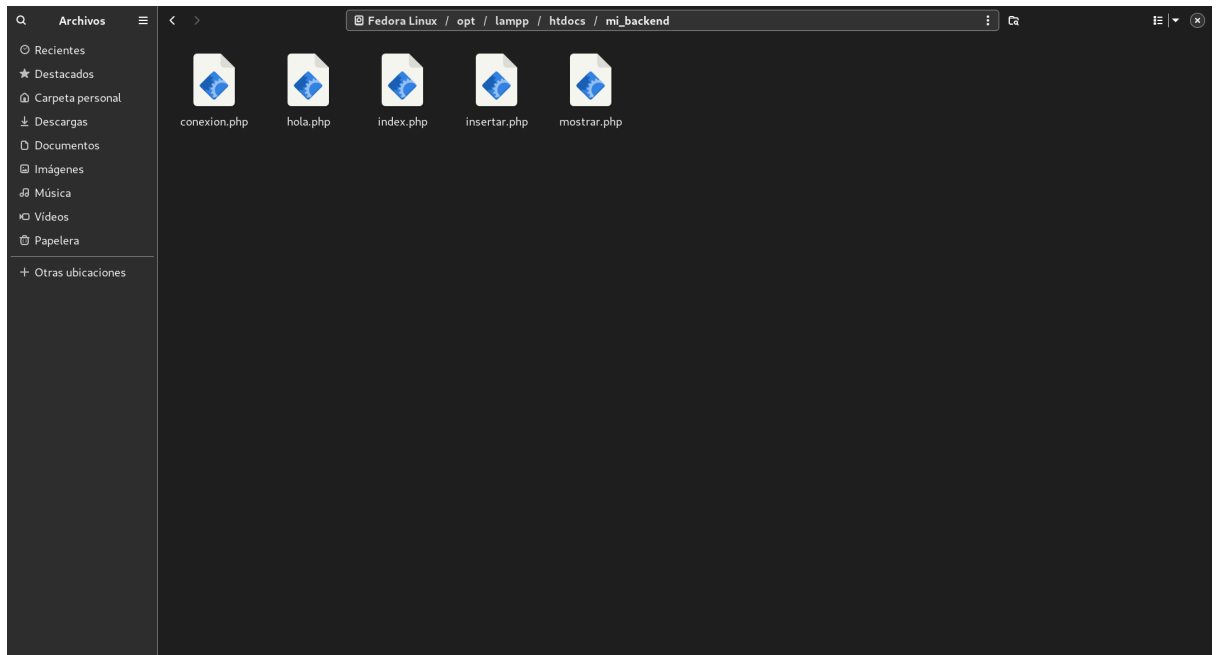 Archivos
Fedora Linux / opt / lampp / htdocs / mi_backend
Recientes
Destacados
Carpeta personal
Descargas
Documentos
Imágenes
Música
Vídeos
Papelera
Otras ubicaciones
conexion.php hola.php index.php insertar.php mostrar.php